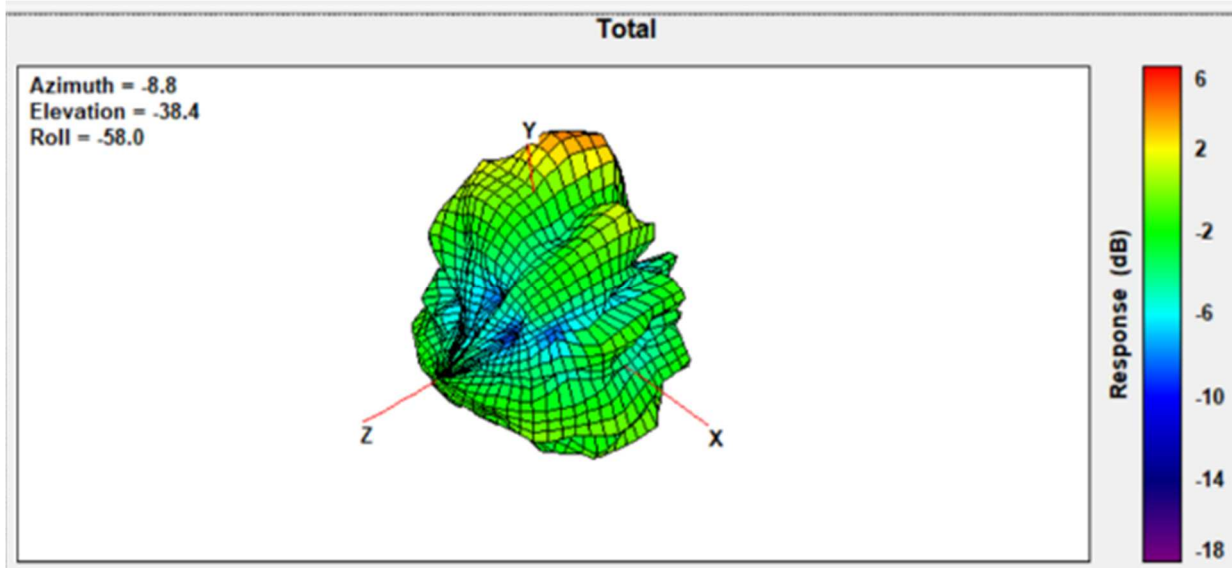 Total
Azimuth = -8.8
Elevation = -38.4
Roll = -58.0
Y
Z
X
6
2
-2
-6
-10
-14
-18
Response (dB)